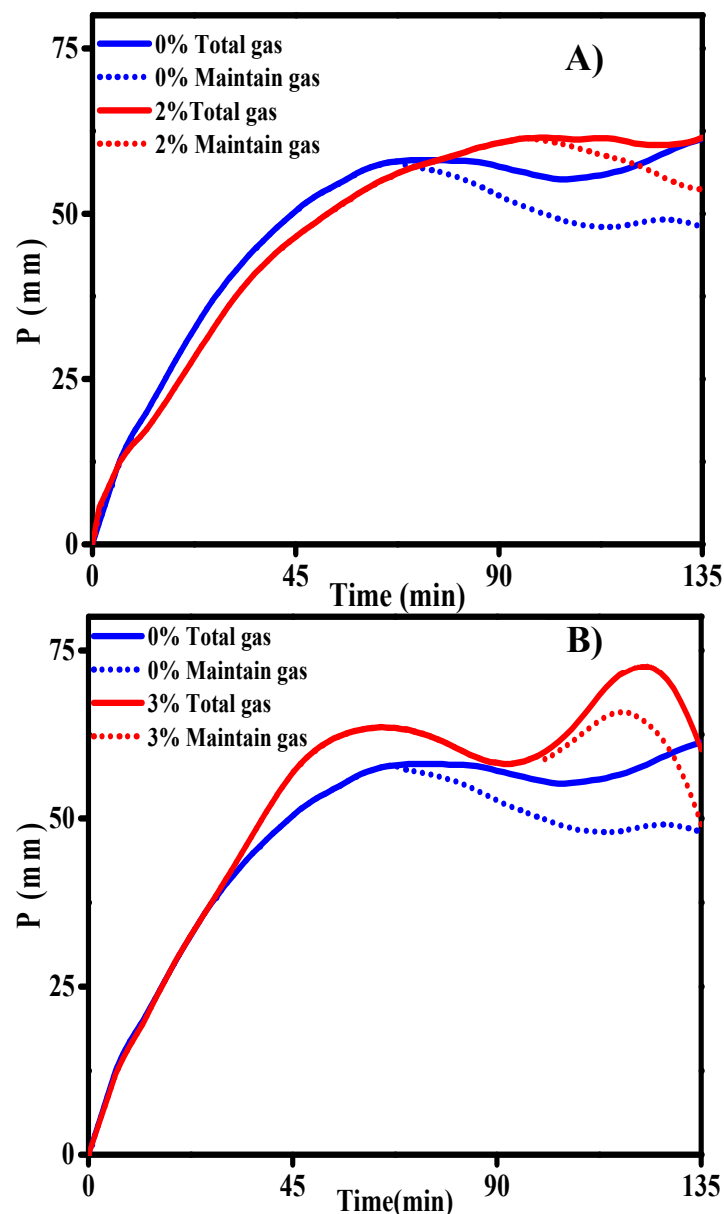 75
0% Total gas
A)
0% Maintain gas
2%Total gas
2% Maintain gas
50
P (mm)
25
0
0
45
90
135
Time (min)
75
0% Total gas
B)
0% Maintain gas
3% Total gas
3% Maintain gas
50
P (mm)
25
0
0
45
90
135
Time(min)